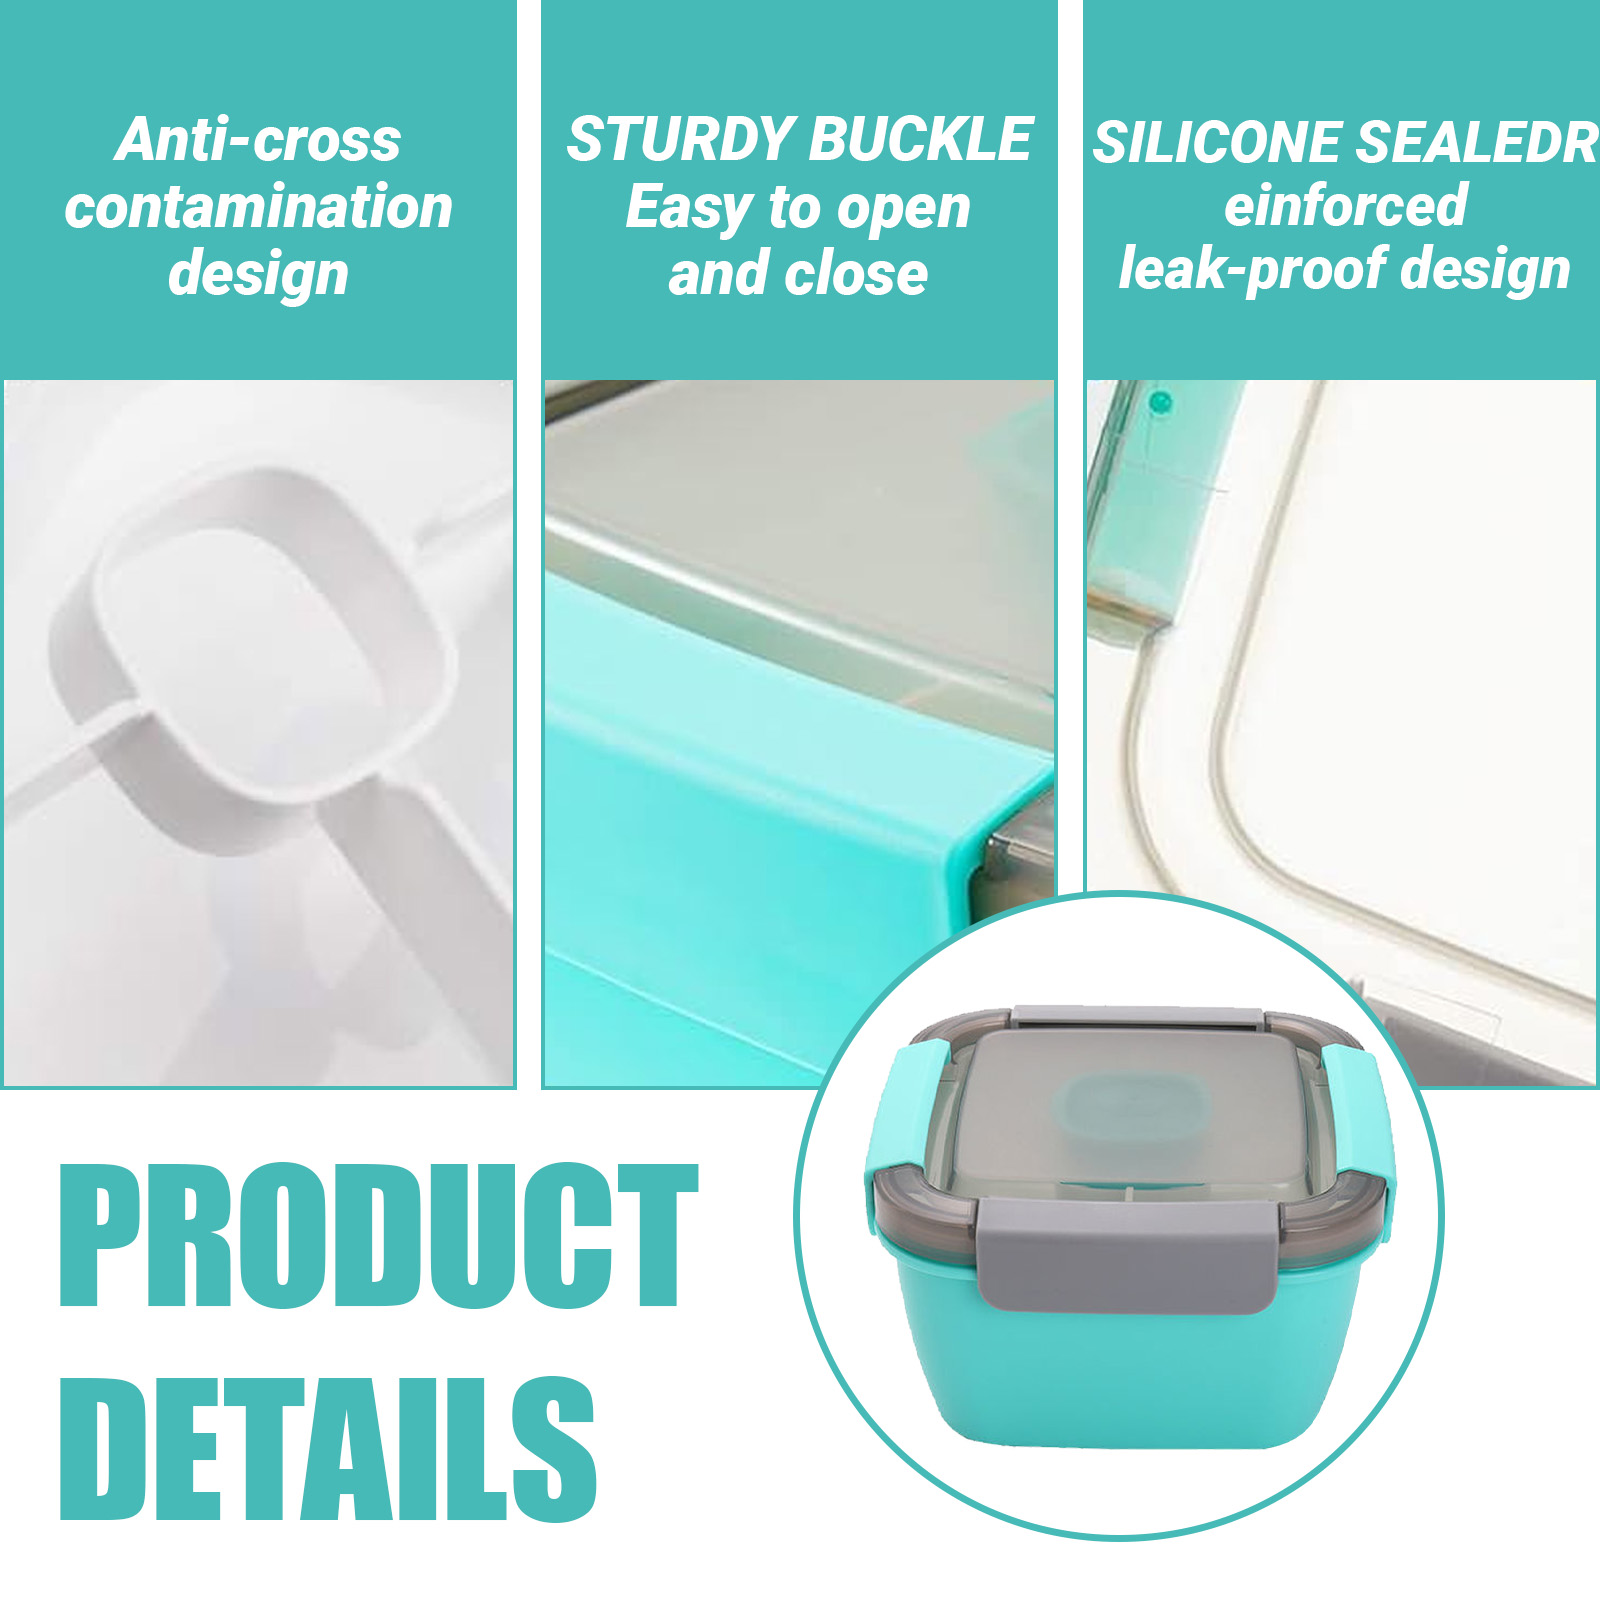 Anti-cross
contamination
design
STURDY BUCKLE
Easy to open
and close
SILICONE SEALEDR
einforced
leak-proof design
PRODUCT
DETAILS